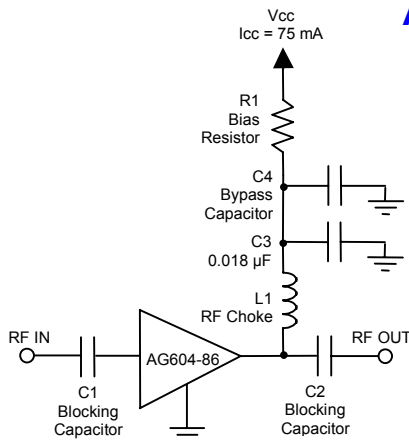 Vcc
Icc = 75 mA
R1
Bias
Resistor
C4
Bypass
Capacitor
C3
0.018 µF
L1
RF Choke
RF IN
AG604-86
RF OUT
C1
Blocking
Capacitor
C2
Blocking
Capacitor